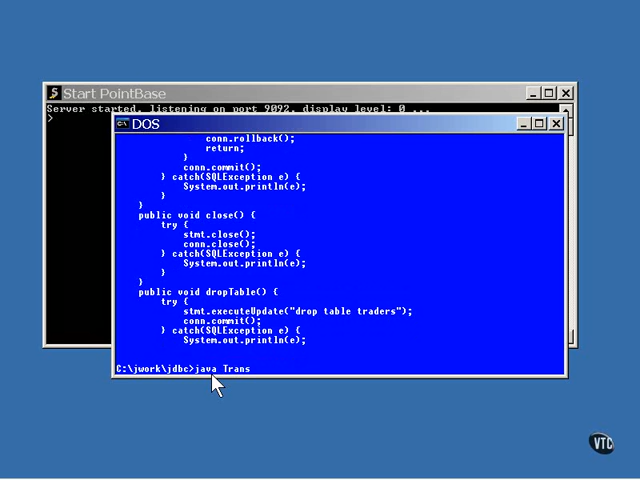 Start PointBase
Server started, listening on port 9092, display level: 0 ...
>
C:\ DOS
conn.rollback();
return;
}
conn.commit();
} catch(SQLException e) {
System.out.println(e);
}
}
public void close() {
try {
stmt.close();
conn.close();
} catch(SQLException e) {
System.out.println(e);
}
}
public void dropTable() {
try {
stmt.executeUpdate("drop table traders");
conn.commit();
} catch(SQLException e) {
System.out.println(e);
C:\jwork\jdbc>java Trans
VTC